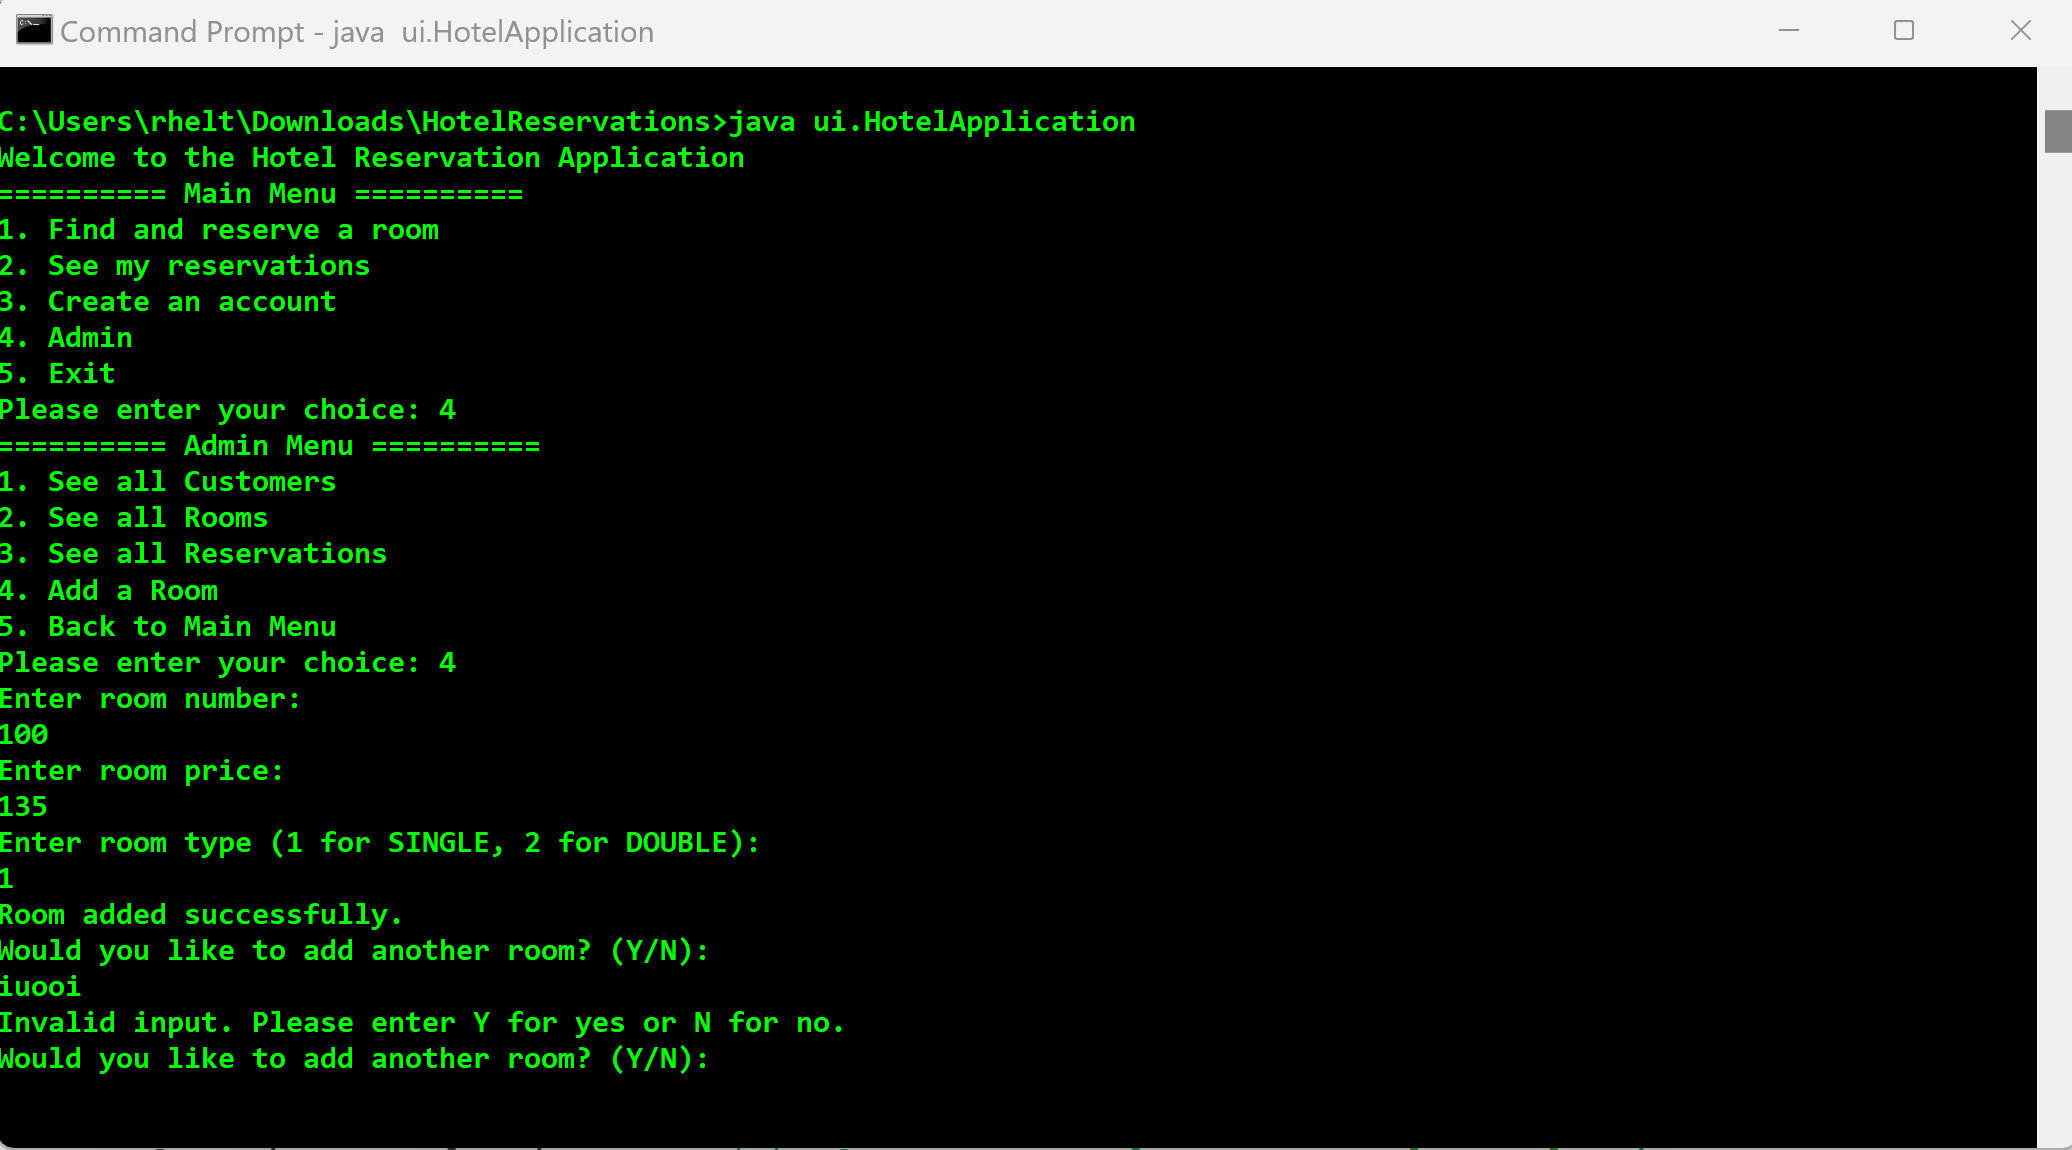 Command Prompt - java  ui.HotelApplication
C:\Users\rhelt\Downloads\HotelReservations>java ui.HotelApplication
Welcome to the Hotel Reservation Application
========== Main Menu ==========
1. Find and reserve a room
2. See my reservations
3. Create an account
4. Admin
5. Exit
Please enter your choice: 4
========== Admin Menu ==========
1. See all Customers
2. See all Rooms
3. See all Reservations
4. Add a Room
5. Back to Main Menu
Please enter your choice: 4
Enter room number:
100
Enter room price:
135
Enter room type (1 for SINGLE, 2 for DOUBLE):
1
Room added successfully.
Would you like to add another room? (Y/N):
iuooi
Invalid input. Please enter Y for yes or N for no.
Would you like to add another room? (Y/N):